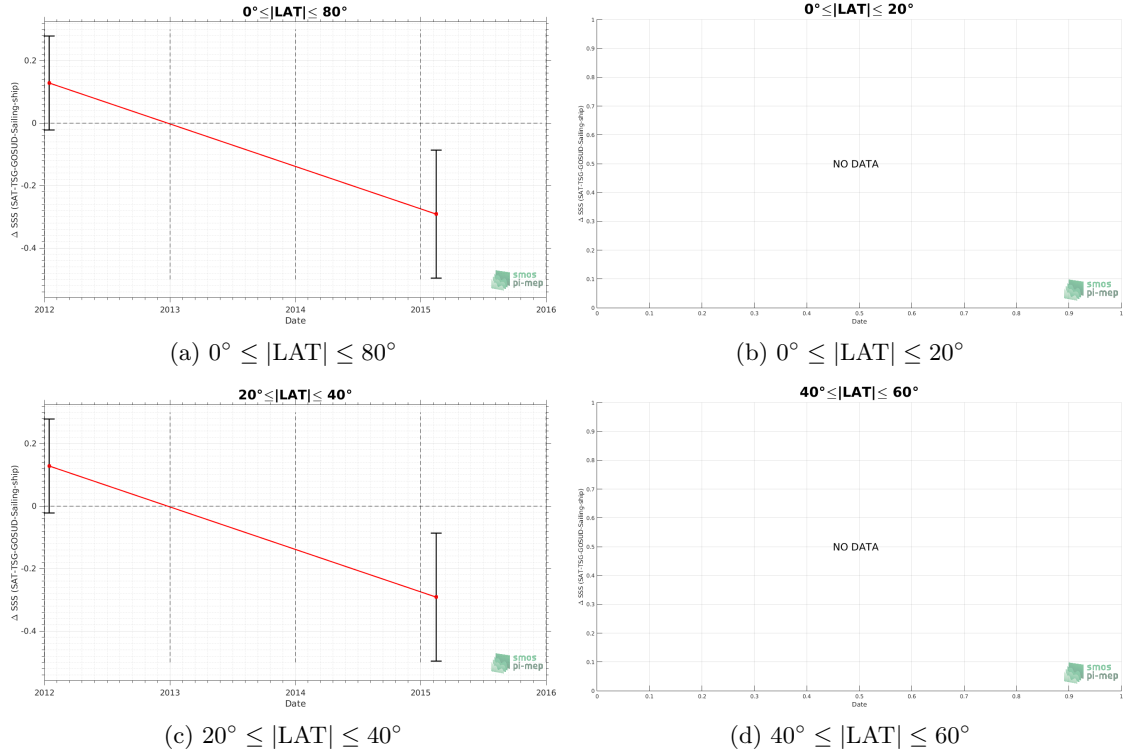 0°≤|LAT|≤ 80°
0.2
0
-0.2
-0.4
Δ SSS (SAT-TSG-GOSUD-Sailing-ship)
2012 2013 2014 2015 2016
Date
smos
pi-mep
(a) 0° ≤ |LAT| ≤ 80°
0°≤|LAT|≤ 20°
1
0.9
0.8
0.7
0.6
0.5
0.4
0.3
0.2
0.1
0
Δ SSS (SAT-TSG-GOSUD-Sailing-ship)
NO DATA
0 0.1 0.2 0.3 0.4 0.5 0.6 0.7 0.8 0.9 1
Date
smos
pi-mep
(b) 0° ≤ |LAT| ≤ 20°
20°≤|LAT|≤ 40°
0.2
0
-0.2
-0.4
Δ SSS (SAT-TSG-GOSUD-Sailing-ship)
2012 2013 2014 2015 2016
Date
smos
pi-mep
(c) 20° ≤ |LAT| ≤ 40°
40°≤|LAT|≤ 60°
1
0.9
0.8
0.7
0.6
0.5
0.4
0.3
0.2
0.1
0
Δ SSS (SAT-TSG-GOSUD-Sailing-ship)
NO DATA
0 0.1 0.2 0.3 0.4 0.5 0.6 0.7 0.8 0.9 1
Date
smos
pi-mep
(d) 40° ≤ |LAT| ≤ 60°